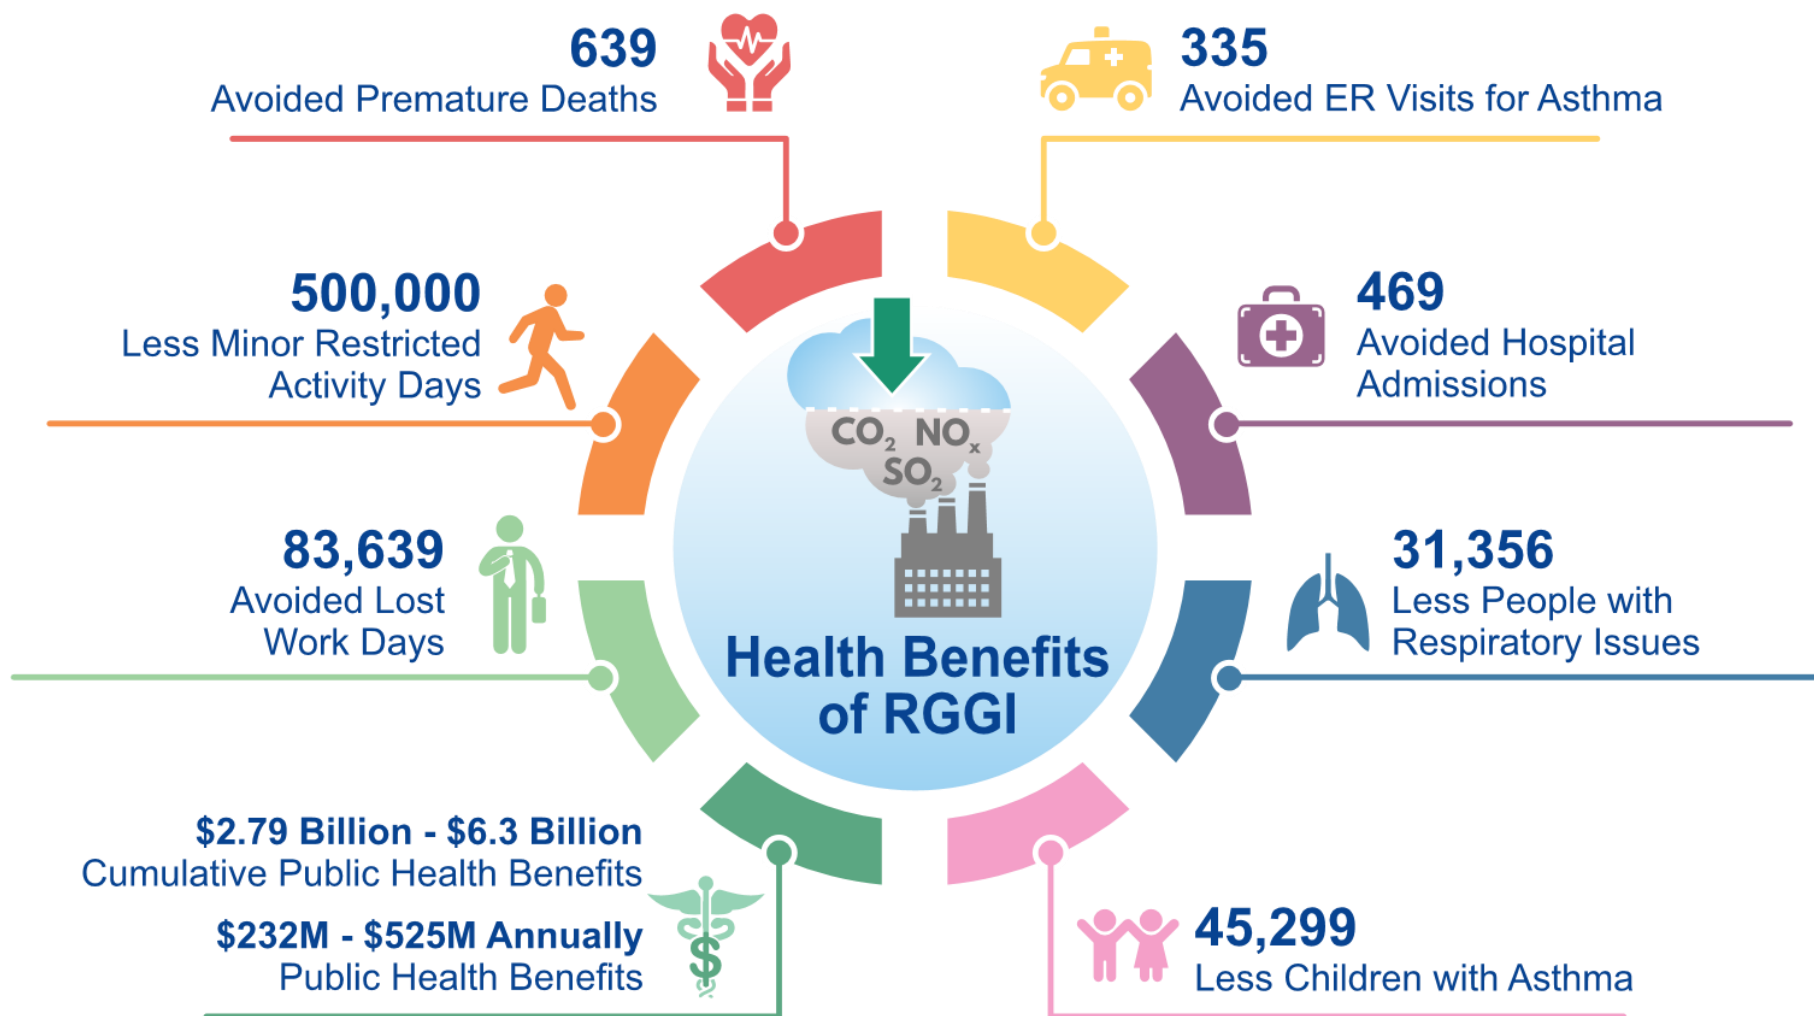 639
Avoided Premature Deaths
335
Avoided ER Visits for Asthma
500,000
Less Minor Restricted
Activity Days
469
Avoided Hospital
Admissions
CO₂ NOₓ
SO₂
83,639
Avoided Lost
Work Days
31,356
Less People with
Respiratory Issues
Health Benefits
of RGGI
$2.79 Billion - $6.3 Billion
Cumulative Public Health Benefits
$232M - $525M Annually
Public Health Benefits
$
45,299
Less Children with Asthma